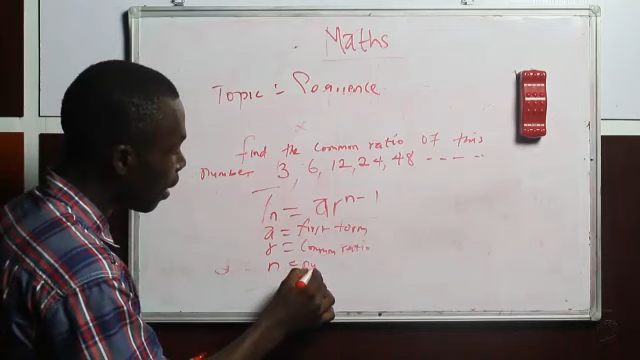 Maths
Topic : Sequence
find the common ratio of this
number 3, 6, 12, 24, 48 -----
Tn = arn-1
a = first term
r = Common ratio
n =